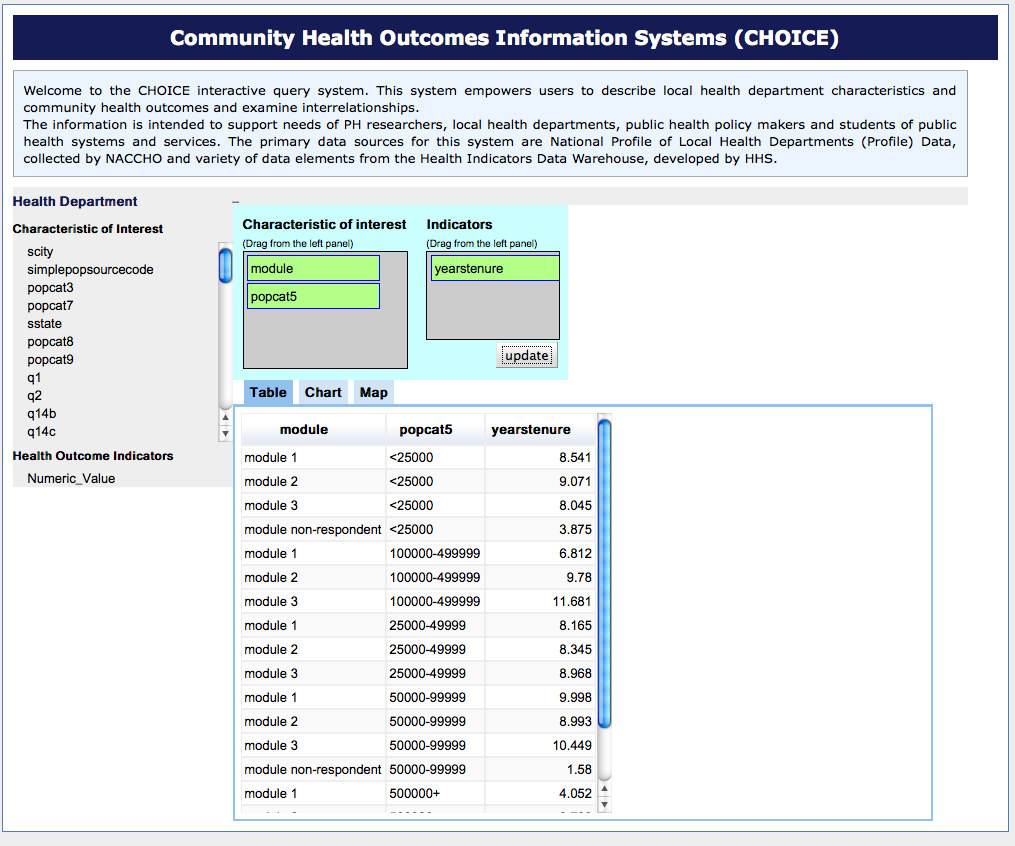 Community Health Outcomes Information Systems (CHOICE)
Welcome to the CHOICE interactive query system. This system empowers users to describe local health department characteristics and
community health outcomes and examine interrelationships.
The information is intended to support needs of PH researchers, local health departments, public health policy makers and students of public
health systems and services. The primary data sources for this system are National Profile of Local Health Departments (Profile) Data,
collected by NACCHO and variety of data elements from the Health Indicators Data Warehouse, developed by HHS.
Health Department
Characteristic of Interest
scity
simplepopsourcecode
popcat3
popcat7
sstate
popcat8
popcat9
q1
q2
q14b
q14c
Health Outcome Indicators
Numeric_Value
Characteristic of interest
(Drag from the left panel)
module
popcat5
Indicators
(Drag from the left panel)
yearstenure
update
Table Chart Map
module popcat5 yearstenure
module 1 <25000 8.541
module 2 <25000 9.071
module 3 <25000 8.045
module non-respondent <25000 3.875
module 1 100000-499999 6.812
module 2 100000-499999 9.78
module 3 100000-499999 11.681
module 1 25000-49999 8.165
module 2 25000-49999 8.345
module 3 25000-49999 8.968
module 1 50000-99999 9.998
module 2 50000-99999 8.993
module 3 50000-99999 10.449
module non-respondent 50000-99999 1.58
module 1 500000+ 4.052